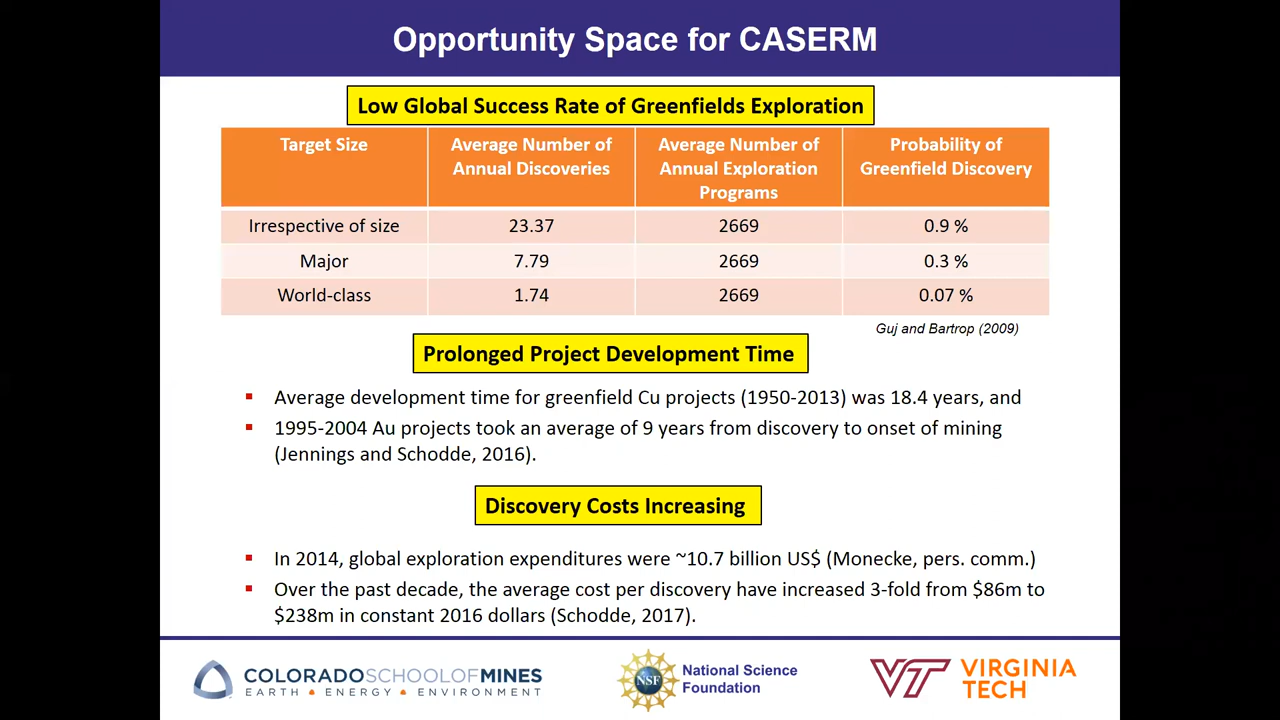 Opportunity Space for CASERM
Low Global Success Rate of Greenfields Exploration
Target Size
Average Number of Annual Discoveries
Average Number of Annual Exploration Programs
Probability of Greenfield Discovery
Irrespective of size 23.37 2669 0.9 %
Major 7.79 2669 0.3 %
World-class 1.74 2669 0.07 %
Guj and Bartrop (2009)
Prolonged Project Development Time
Average development time for greenfield Cu projects (1950-2013) was 18.4 years, and
1995-2004 Au projects took an average of 9 years from discovery to onset of mining
(Jennings and Schodde, 2016).
Discovery Costs Increasing
In 2014, global exploration expenditures were ~10.7 billion US$ (Monecke, pers. comm.)
Over the past decade, the average cost per discovery have increased 3-fold from $86m to
$238m in constant 2016 dollars (Schodde, 2017).
COLORADOSCHOOLOFMINES
EARTH • ENERGY • ENVIRONMENT
NSF
National Science
Foundation
VT
VIRGINIA
TECH